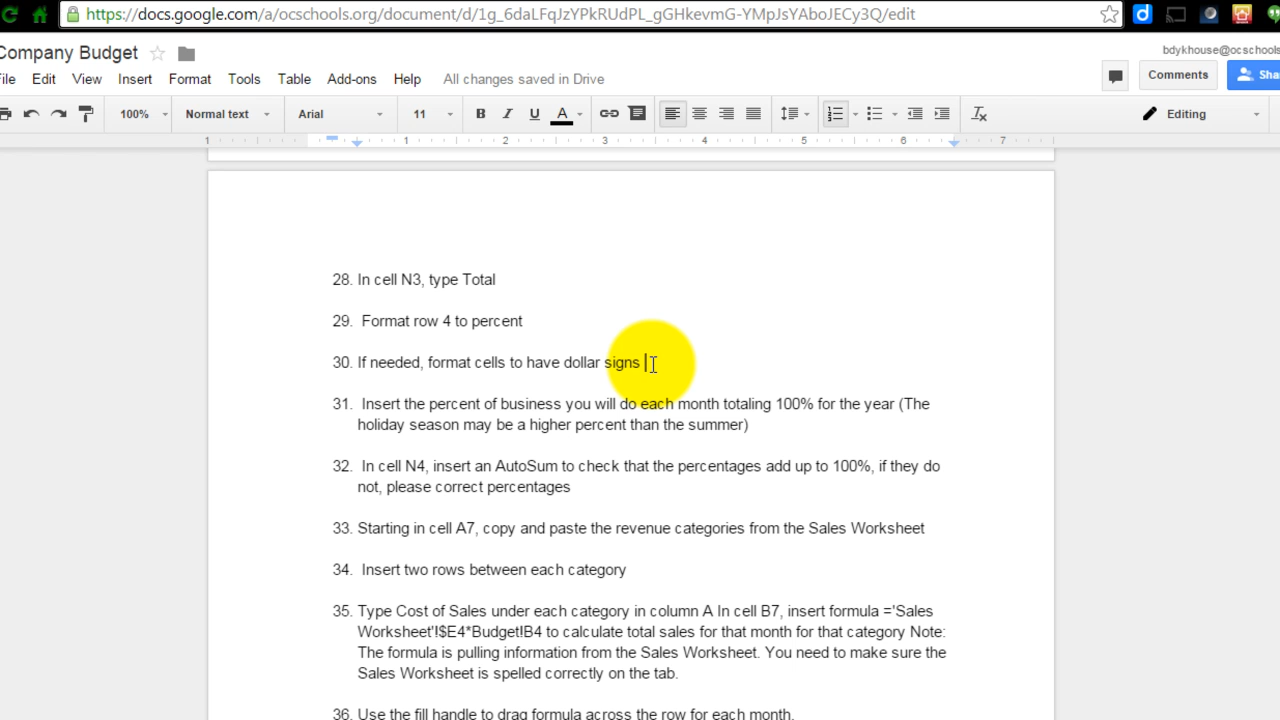 https://docs.google.com/a/ocschools.org/document/d/1g_6daLFqJzYPkRUdPL_gGHkevmG-YMpJsYAboJECy3Q/edit
Company Budget
bdykhouse@ocschools
ile Edit View Insert Format Tools Table Add-ons Help All changes saved in Drive
Comments Sha
100% Normal text Arial 11 B I U A Editing
1 1 2 3 4 5 6 7
28. In cell N3, type Total
29. Format row 4 to percent
30. If needed, format cells to have dollar signs
31. Insert the percent of business you will do each month totaling 100% for the year (The
holiday season may be a higher percent than the summer)
32. In cell N4, insert an AutoSum to check that the percentages add up to 100%, if they do
not, please correct percentages
33. Starting in cell A7, copy and paste the revenue categories from the Sales Worksheet
34. Insert two rows between each category
35. Type Cost of Sales under each category in column A In cell B7, insert formula ='Sales
Worksheet'!$E4*Budget!B4 to calculate total sales for that month for that category Note:
The formula is pulling information from the Sales Worksheet. You need to make sure the
Sales Worksheet is spelled correctly on the tab.
36. Use the fill handle to drag formula across the row for each month.